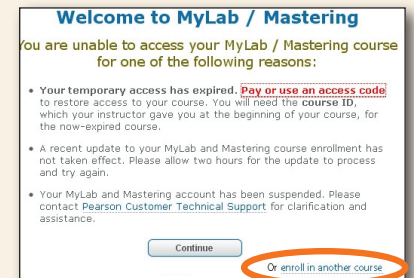 Welcome to MyLab / Mastering
You are unable to access your MyLab / Mastering course
for one of the following reasons:
• Your temporary access has expired. Pay or use an access code
to restore access to your course. You will need the course ID,
which your instructor gave you at the beginning of your course, for
the now-expired course.
• A recent update to your MyLab and Mastering course enrollment has
not taken effect. Please allow two hours for the update to process
and try again.
• Your MyLab and Mastering account has been suspended. Please
contact Pearson Customer Technical Support for clarification and
assistance.
Continue
Or enroll in another course